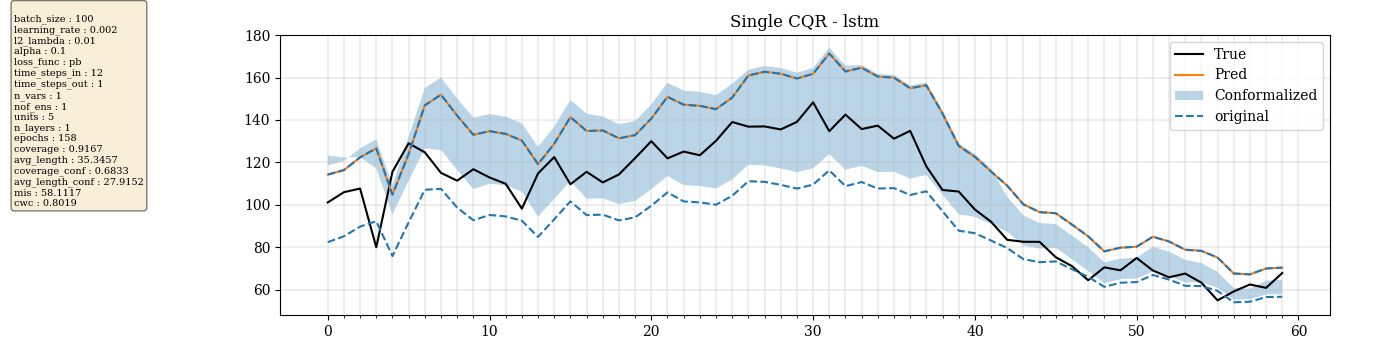 batch_size : 100
learning_rate : 0.002
l2_lambda : 0.01
alpha : 0.1
loss_func : pb
time_steps_in : 12
time_steps_out : 1
n_vars : 1
nof_ens : 1
units : 5
n_layers : 1
epochs : 158
coverage : 0.9167
avg_length : 35.3457
coverage_conf : 0.6833
avg_length_conf : 27.9152
mis : 58.1117
cwc : 0.8019
Single CQR - lstm
180
160
140
120
100
80
60
True
Pred
Conformalized
original
0 10 20 30 40 50 60